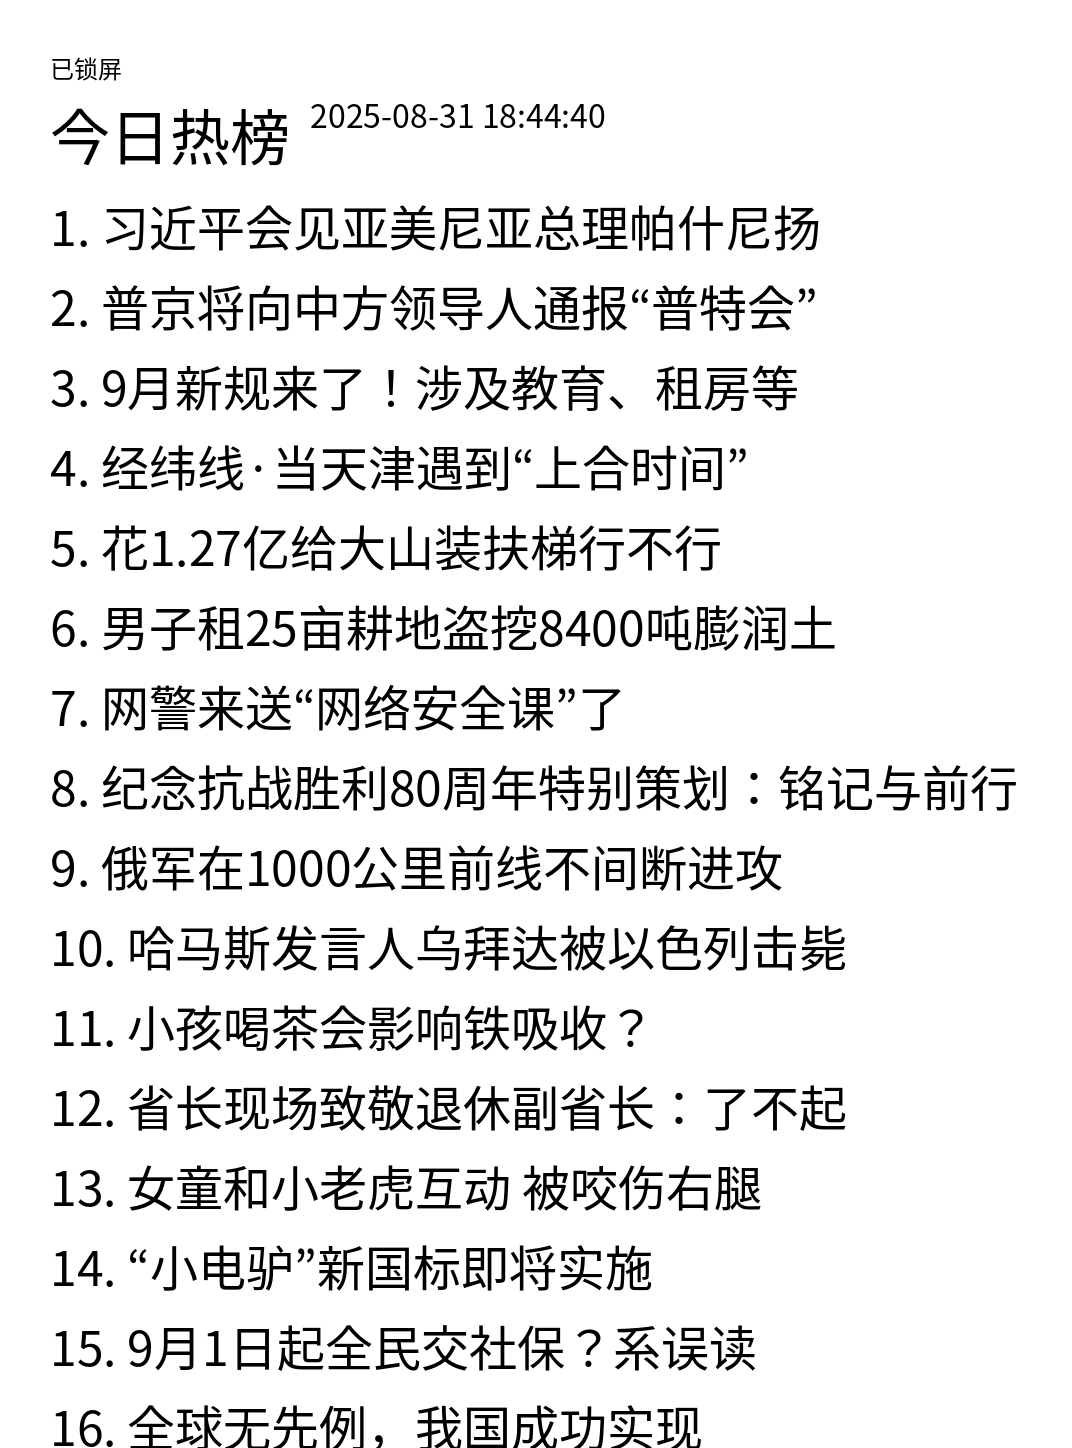 已锁屏
今日热榜 2025-08-31 18:44:40
1. 习近平会见亚美尼亚总理帕什尼扬
2. 普京将向中方领导人通报“普特会”
3. 9月新规来了！涉及教育、租房等
4. 经纬线·当天津遇到“上合时间”
5. 花1.27亿给大山装扶梯行不行
6. 男子租25亩耕地盗挖8400吨膨润土
7. 网警来送“网络安全课”了
8. 纪念抗战胜利80周年特别策划：铭记与前行
9. 俄军在1000公里前线不间断进攻
10. 哈马斯发言人乌拜达被以色列击毙
11. 小孩喝茶会影响铁吸收？
12. 省长现场致敬退休副省长：了不起
13. 女童和小老虎互动 被咬伤右腿
14. “小电驴”新国标即将实施
15. 9月1日起全民交社保？系误读
16. 全球无先例，我国成功实现